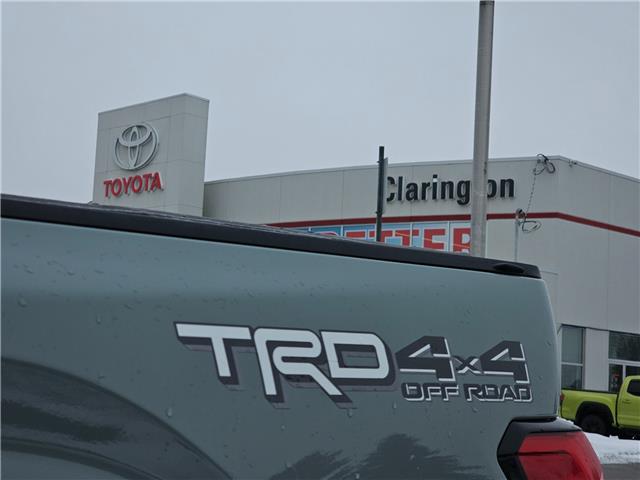 TOYOTA
Clarington
TRD 4x4
OFF ROAD